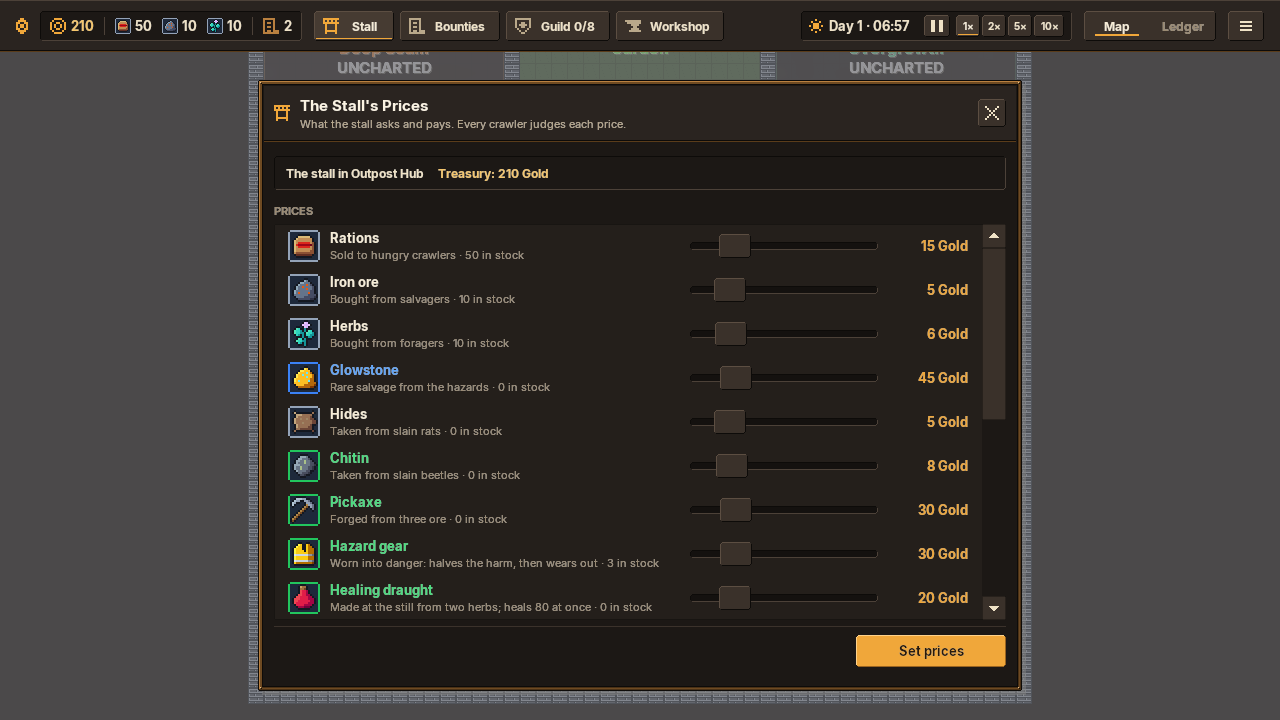 210
50
10
10
2
Stall
Bounties
Guild 0/8
Workshop
Day 1 · 06:57
1×
2×
5×
10×
Map
Ledger
UNCHARTED
UNCHARTED
The Stall's Prices
What the stall asks and pays. Every crawler judges each price.
The stall in Outpost Hub
Treasury: 210 Gold
PRICES
Rations
Sold to hungry crawlers · 50 in stock
15 Gold
Iron ore
Bought from salvagers · 10 in stock
5 Gold
Herbs
Bought from foragers · 10 in stock
6 Gold
Glowstone
Rare salvage from the hazards · 0 in stock
45 Gold
Hides
Taken from slain rats · 0 in stock
5 Gold
Chitin
Taken from slain beetles · 0 in stock
8 Gold
Pickaxe
Forged from three ore · 0 in stock
30 Gold
Hazard gear
Worn into danger: halves the harm, then wears out · 3 in stock
30 Gold
Healing draught
Made at the still from two herbs, up to 80 at once · 0 in stock
20 Gold
Set prices